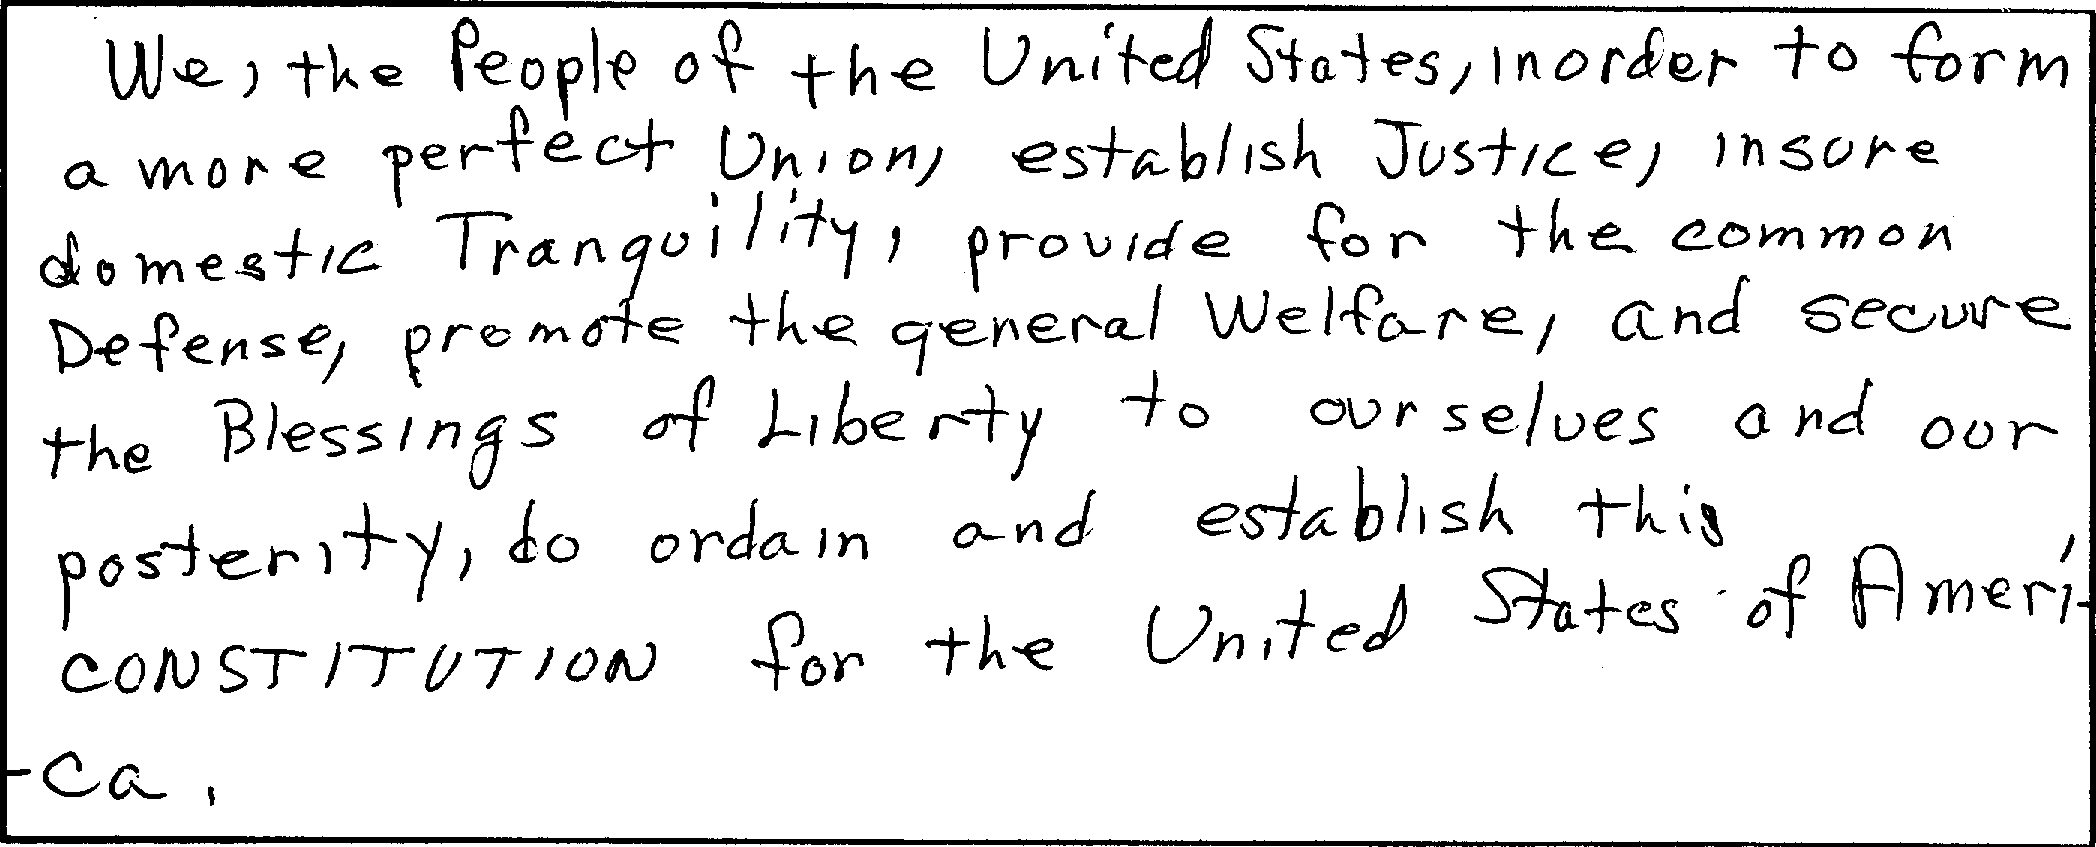 We, the People of the United States, inorder to form
a more perfect Union, establish Justice, insure
domestic Tranquility, provide for the common
Defense, promote the general Welfare, and secure
the Blessings of Liberty to ourselves and our
posterity, do ordain and establish this
CONSTITUTION for the United States of Ameri-
-ca.